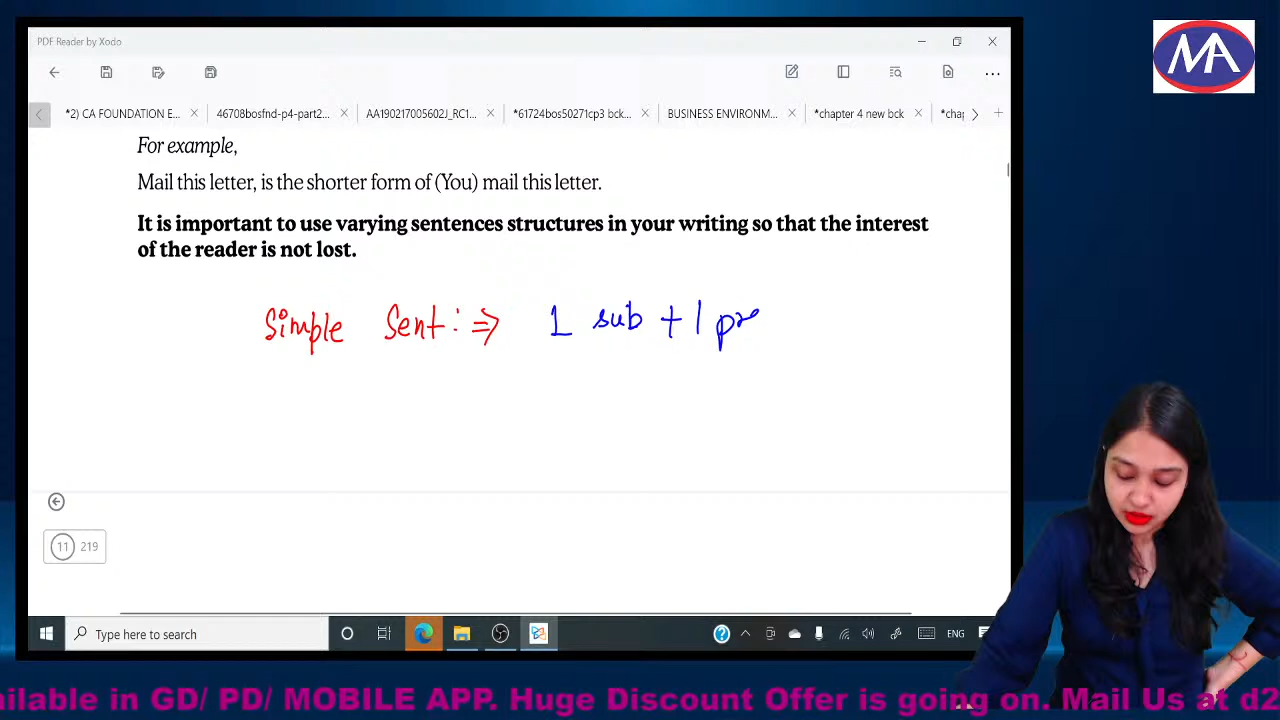 PDF Reader by Xodo
MA
*2) CA FOUNDATION E...
46708bosfnd-p4-part2...
AA190217005602J_RC1...
*61724bos50271cp3 bck...
BUSINESS ENVIRONM...
*chapter 4 new bck
*chap
For example,
Mail this letter, is the shorter form of (You) mail this letter.
It is important to use varying sentences structures in your writing so that the interest
of the reader is not lost.
Simple Sent: ⇒ 1 sub + 1 pre
11 219
Type here to search
ENG
ailable in GD/ PD/ MOBILE APP. Huge Discount Offer is going on. Mail Us at d2